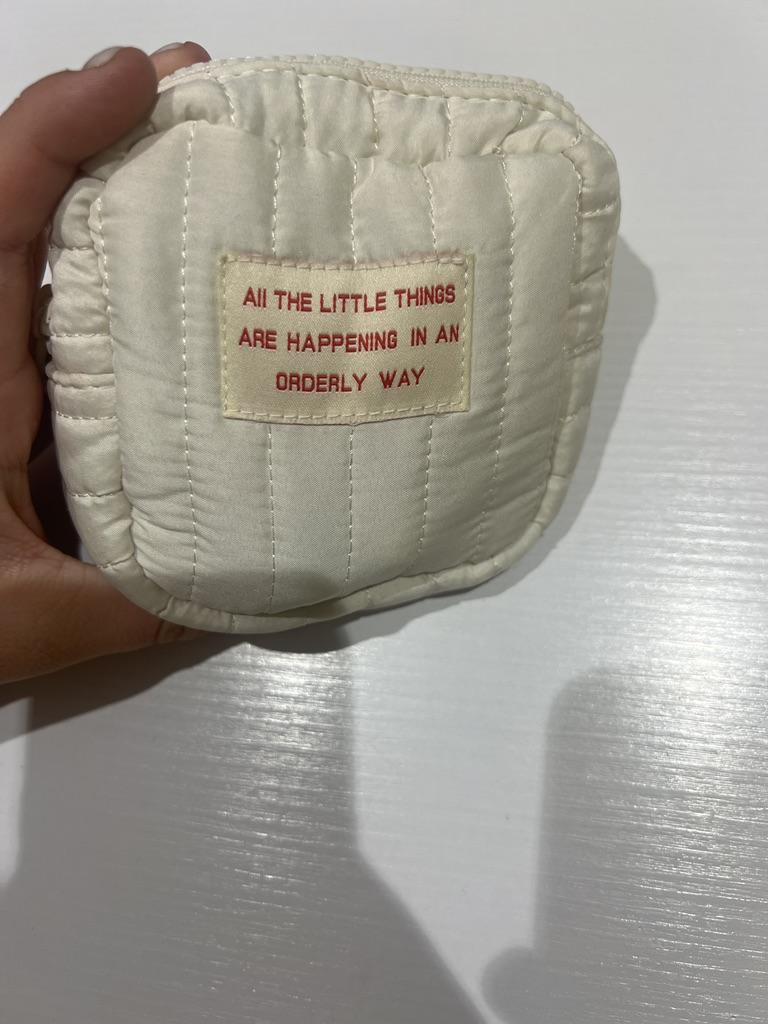 All THE LITTLE THINGS
ARE HAPPENING IN AN
ORDERLY WAY